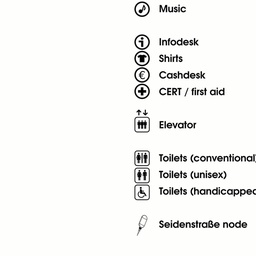 Music
Infodesk
Shirts
Cashdesk
CERT / first aid
Elevator
Toilets (conventional)
Toilets (unisex)
Toilets (handicapped
Seidenstraße node